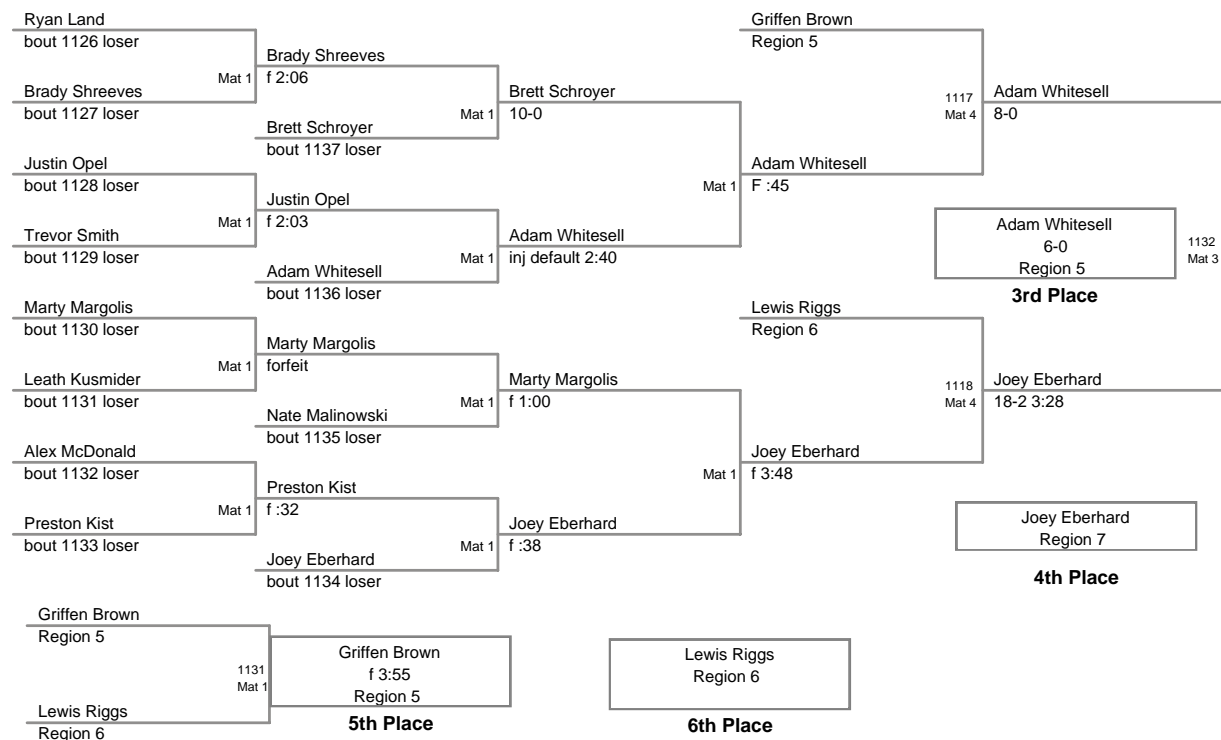 Ryan Land
bout 1126 loser
Mat 1
Brady Shreeves
bout 1127 loser
Brady Shreeves
f 2:06
Brett Schroyer
bout 1137 loser
Mat 1
Brett Schroyer
10-0
Justin Opel
bout 1128 loser
Mat 1
Trevor Smith
bout 1129 loser
Justin Opel
f 2:03
Adam Whitesell
bout 1136 loser
Mat 1
Adam Whitesell
inj default 2:40
Mat 1
Adam Whitesell
F :45
Griffen Brown
Region 5
1117
Mat 4
Adam Whitesell
8-0
Adam Whitesell
6-0
Region 5
3rd Place
1132
Mat 3
Marty Margolis
bout 1130 loser
Mat 1
Leath Kusmider
bout 1131 loser
Marty Margolis
forfeit
Nate Malinowski
bout 1135 loser
Mat 1
Marty Margolis
f 1:00
Alex McDonald
bout 1132 loser
Mat 1
Preston Kist
bout 1133 loser
Preston Kist
f :32
Joey Eberhard
bout 1134 loser
Mat 1
Joey Eberhard
f :38
Mat 1
Joey Eberhard
f 3:48
Lewis Riggs
Region 6
1118
Mat 4
Joey Eberhard
18-2 3:28
Joey Eberhard
Region 7
4th Place
Griffen Brown
Region 5
1131
Mat 1
Lewis Riggs
Region 6
Griffen Brown
f 3:55
Region 5
5th Place
Lewis Riggs
Region 6
6th Place